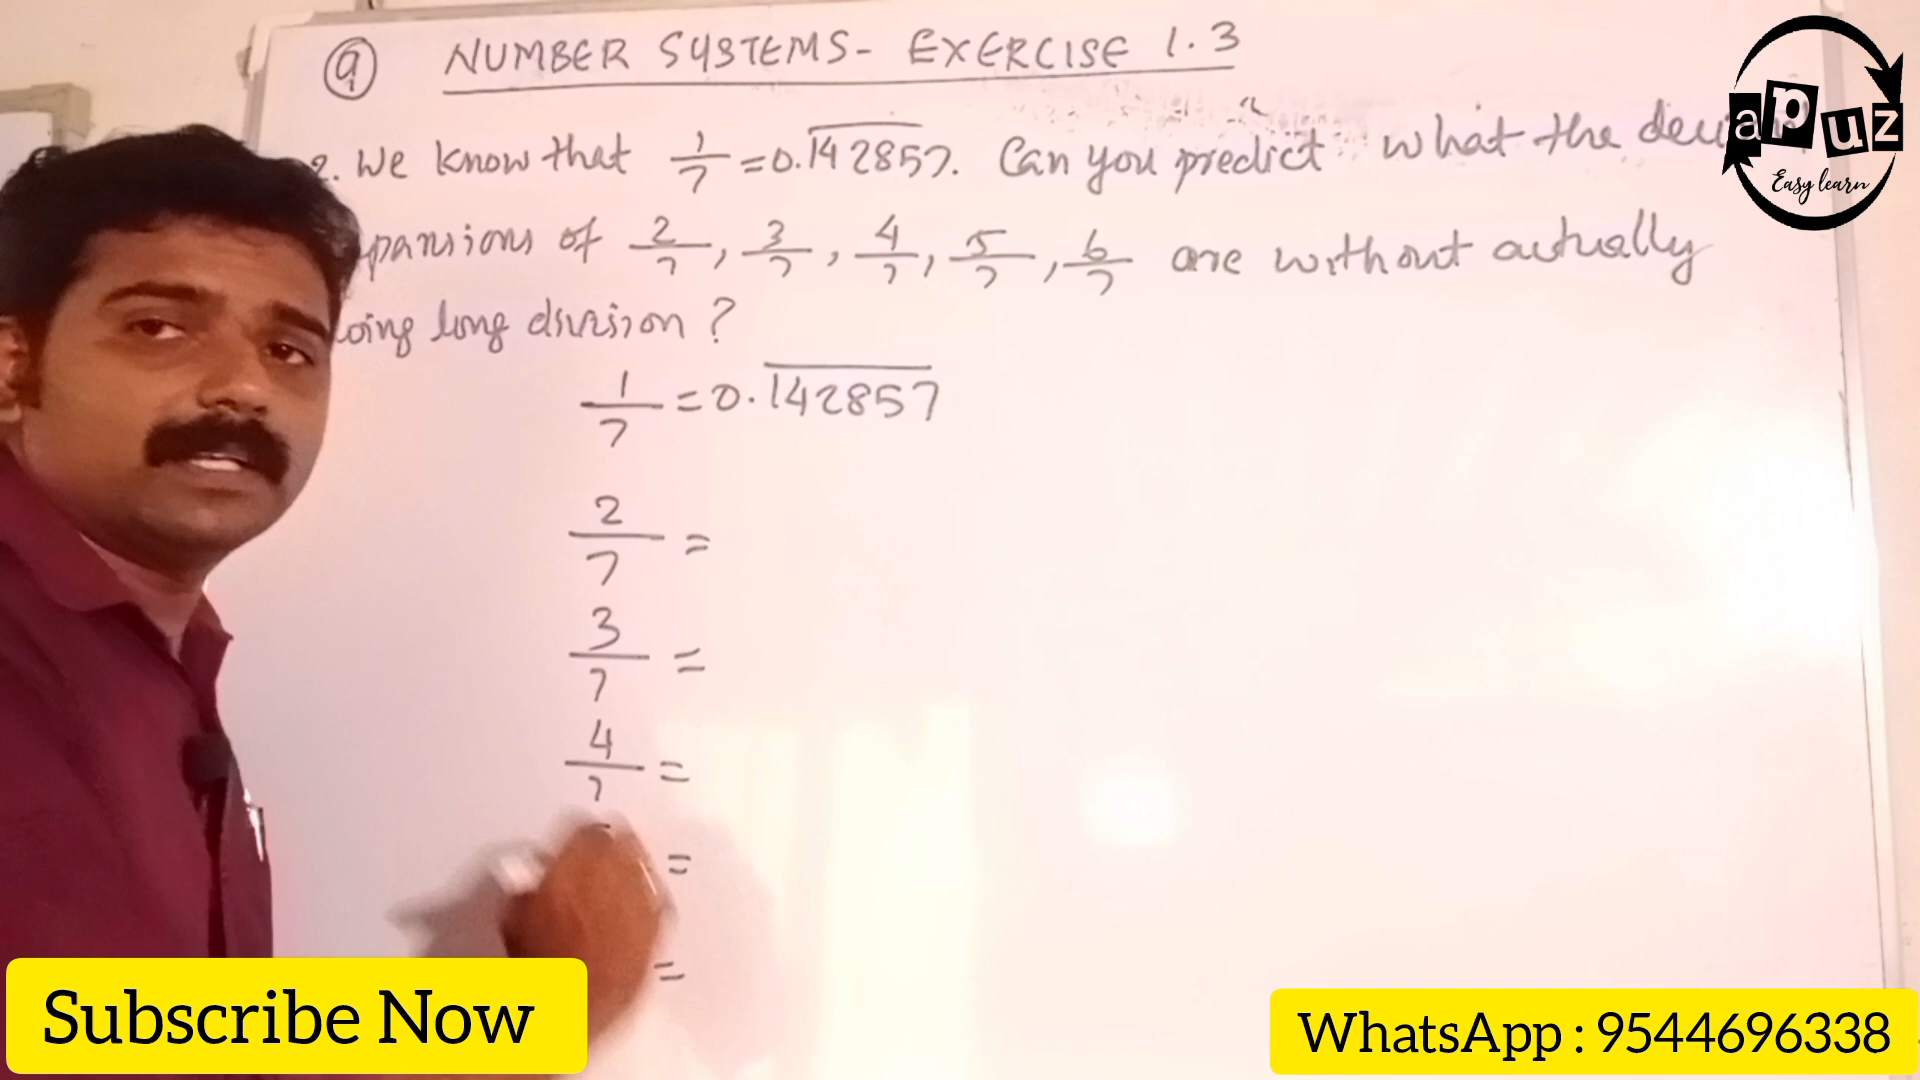 9 NUMBER SYSTEMS- EXERCISE 1.3
2. We know that 1/7 = 0.142857. Can you predict what the deci
pansions of 2/7, 3/7, 4/7, 5/7, 6/7 are without actually
oing long division ?
1/7 = 0.142857
2/7 =
3/7 =
4/7 =
=
=
apuz
Easy learn
Subscribe Now
WhatsApp : 9544696338